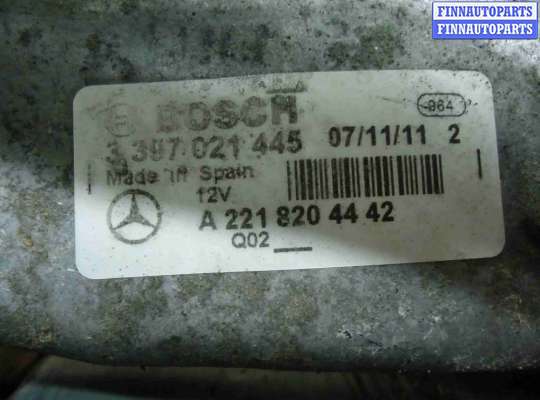 FINNAUTOPARTS
FINNAUTOPARTS
BOSCH
964
3 397 021 445 07/11/11 2
Made in Spain
12V
A 221 820 44 42
Q02